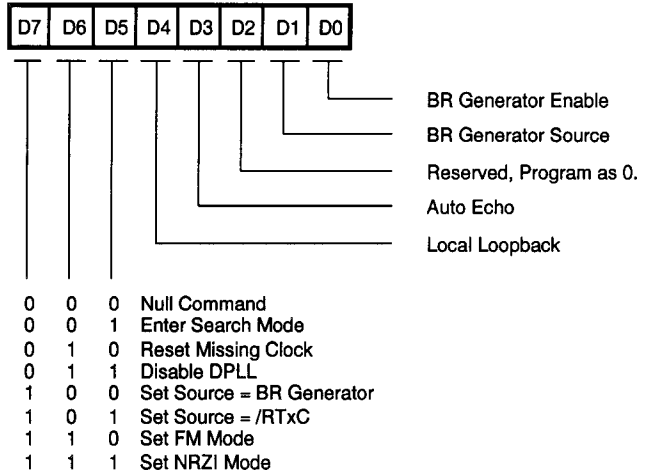 D7 D6 D5 D4 D3 D2 D1 D0
BR Generator Enable
BR Generator Source
Reserved, Program as 0.
Auto Echo
Local Loopback
0 0 0 Null Command
0 0 1 Enter Search Mode
0 1 0 Reset Missing Clock
0 1 1 Disable DPLL
1 0 0 Set Source = BR Generator
1 0 1 Set Source = /RTxC
1 1 0 Set FM Mode
1 1 1 Set NRZI Mode